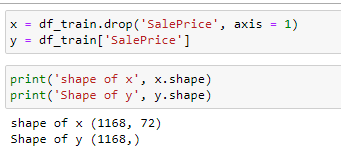 x = df_train.drop('SalePrice', axis = 1)
y = df_train['SalePrice']
print('shape of x', x.shape)
print('Shape of y', y.shape)
shape of x (1168, 72)
Shape of y (1168,)